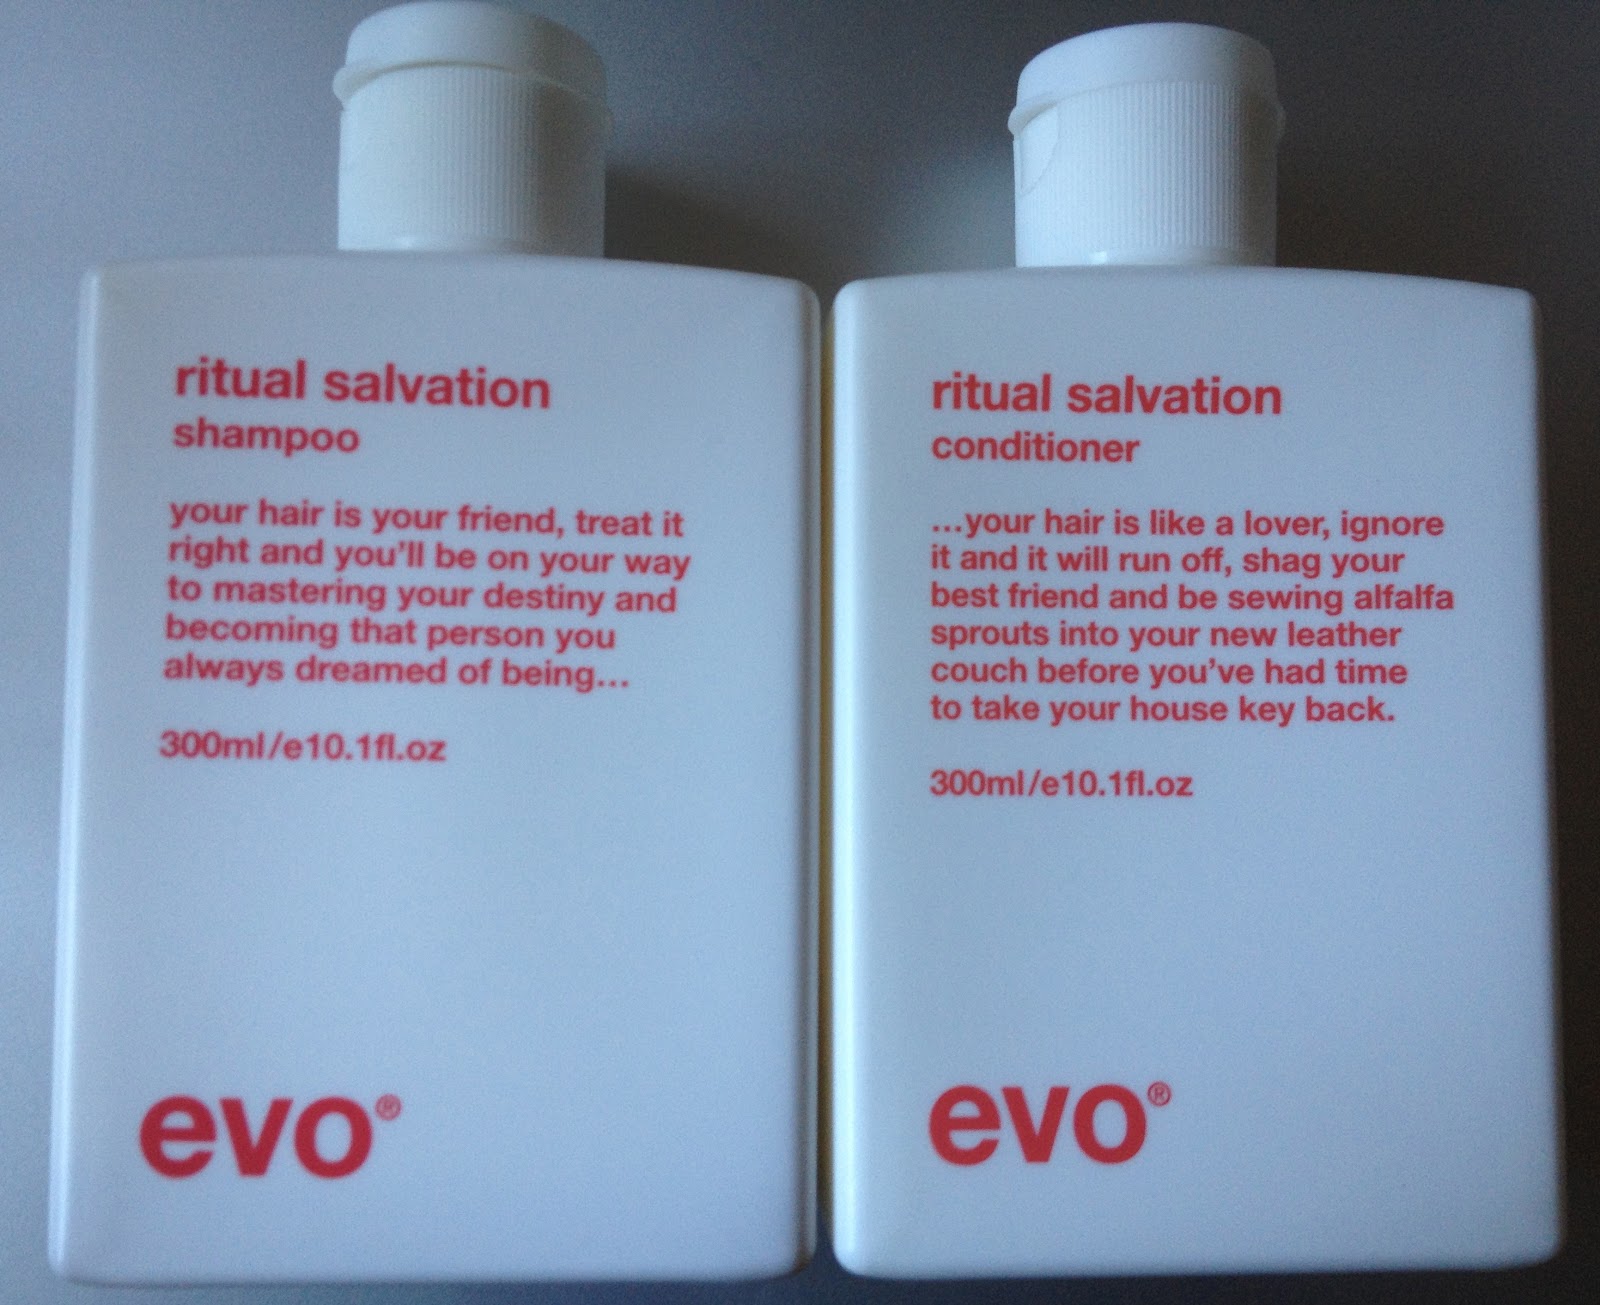 ritual salvation
shampoo
your hair is your friend, treat it
right and you'll be on your way
to mastering your destiny and
becoming that person you
always dreamed of being...
300ml/e10.1fl.oz
evo®
ritual salvation
conditioner
...your hair is like a lover, ignore
it and it will run off, shag your
best friend and be sewing alfalfa
sprouts into your new leather
couch before you've had time
to take your house key back.
300ml/e10.1fl.oz
evo®